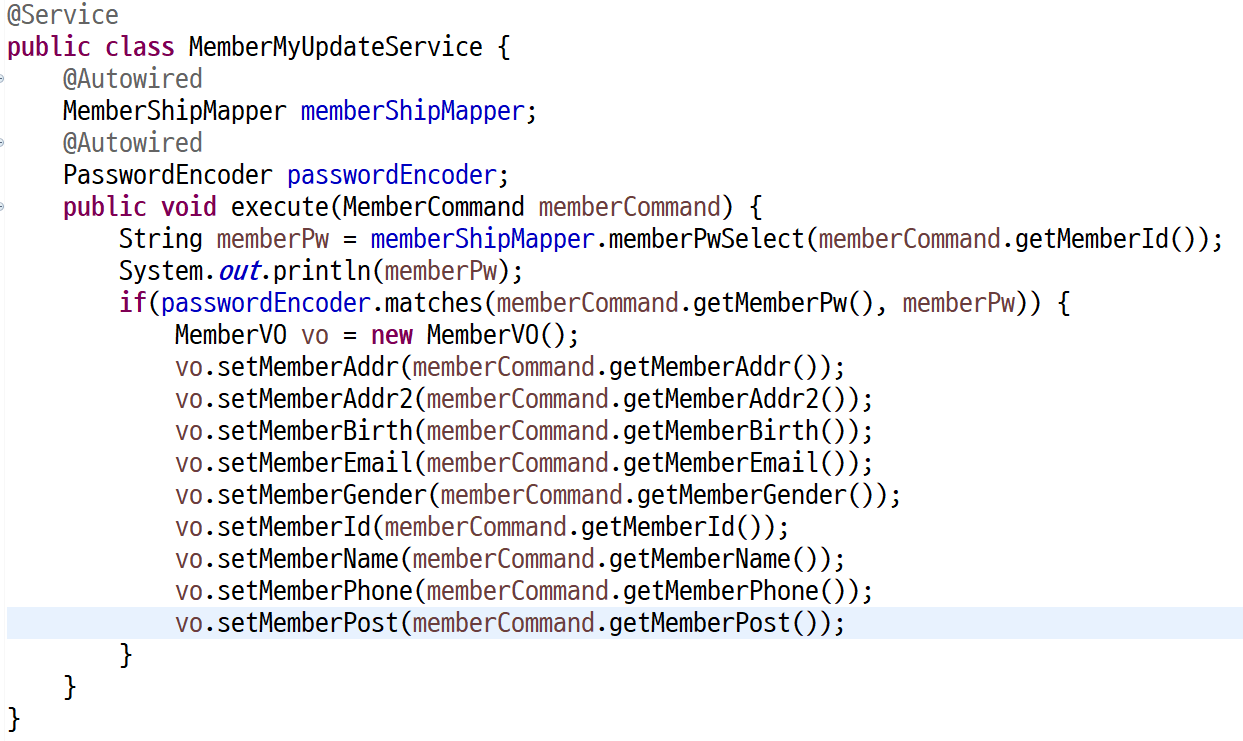 @Service
public class MemberMyUpdateService {
    @Autowired
    MemberShipMapper memberShipMapper;
    @Autowired
    PasswordEncoder passwordEncoder;
    public void execute(MemberCommand memberCommand) {
        String memberPw = memberShipMapper.memberPwSelect(memberCommand.getMemberId());
        System.out.println(memberPw);
        if(passwordEncoder.matches(memberCommand.getMemberPw(), memberPw)) {
            MemberVO vo = new MemberVO();
            vo.setMemberAddr(memberCommand.getMemberAddr());
            vo.setMemberAddr2(memberCommand.getMemberAddr2());
            vo.setMemberBirth(memberCommand.getMemberBirth());
            vo.setMemberEmail(memberCommand.getMemberEmail());
            vo.setMemberGender(memberCommand.getMemberGender());
            vo.setMemberId(memberCommand.getMemberId());
            vo.setMemberName(memberCommand.getMemberName());
            vo.setMemberPhone(memberCommand.getMemberPhone());
            vo.setMemberPost(memberCommand.getMemberPost());
        }
    }
}